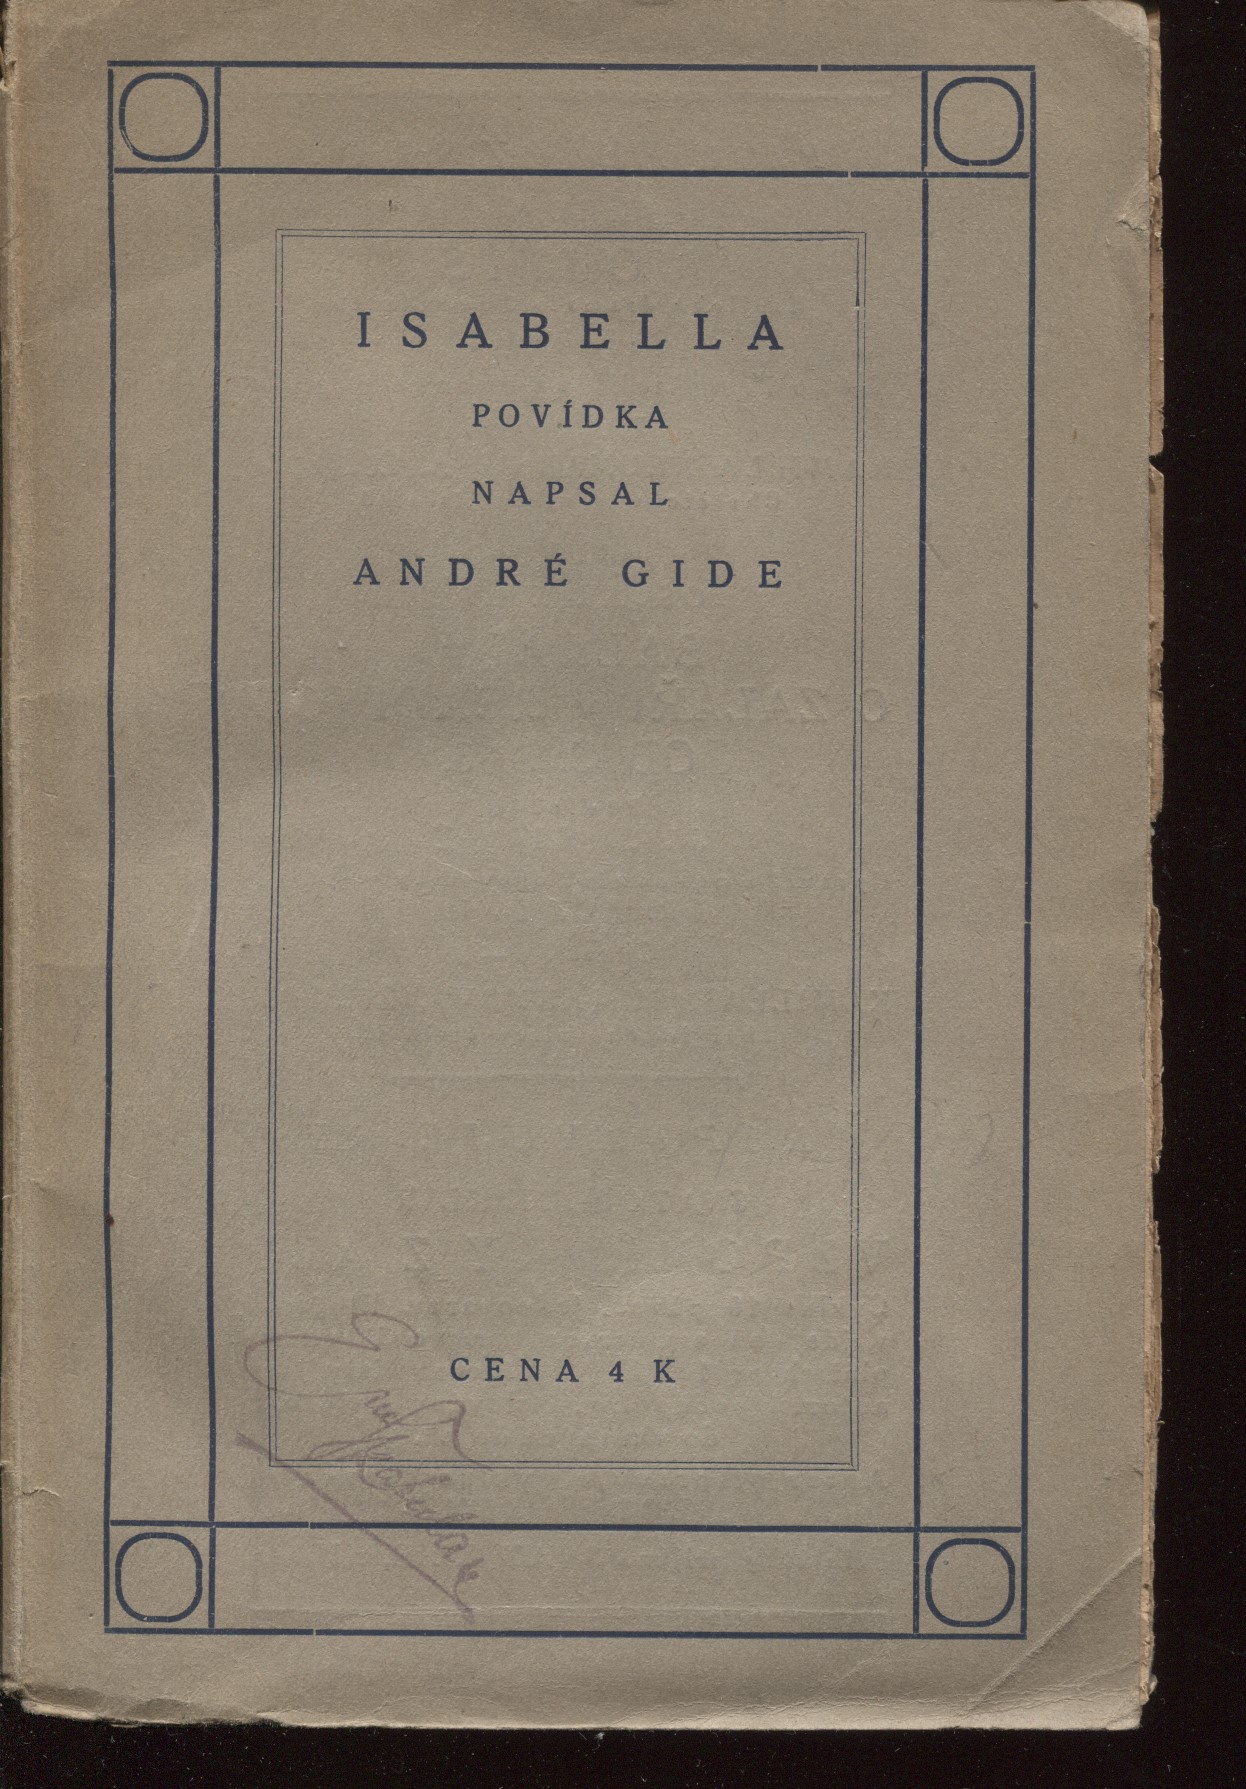 ISABELLA
POVÍDKA
NAPSAL
ANDRÉ GIDE
CENA 4 K